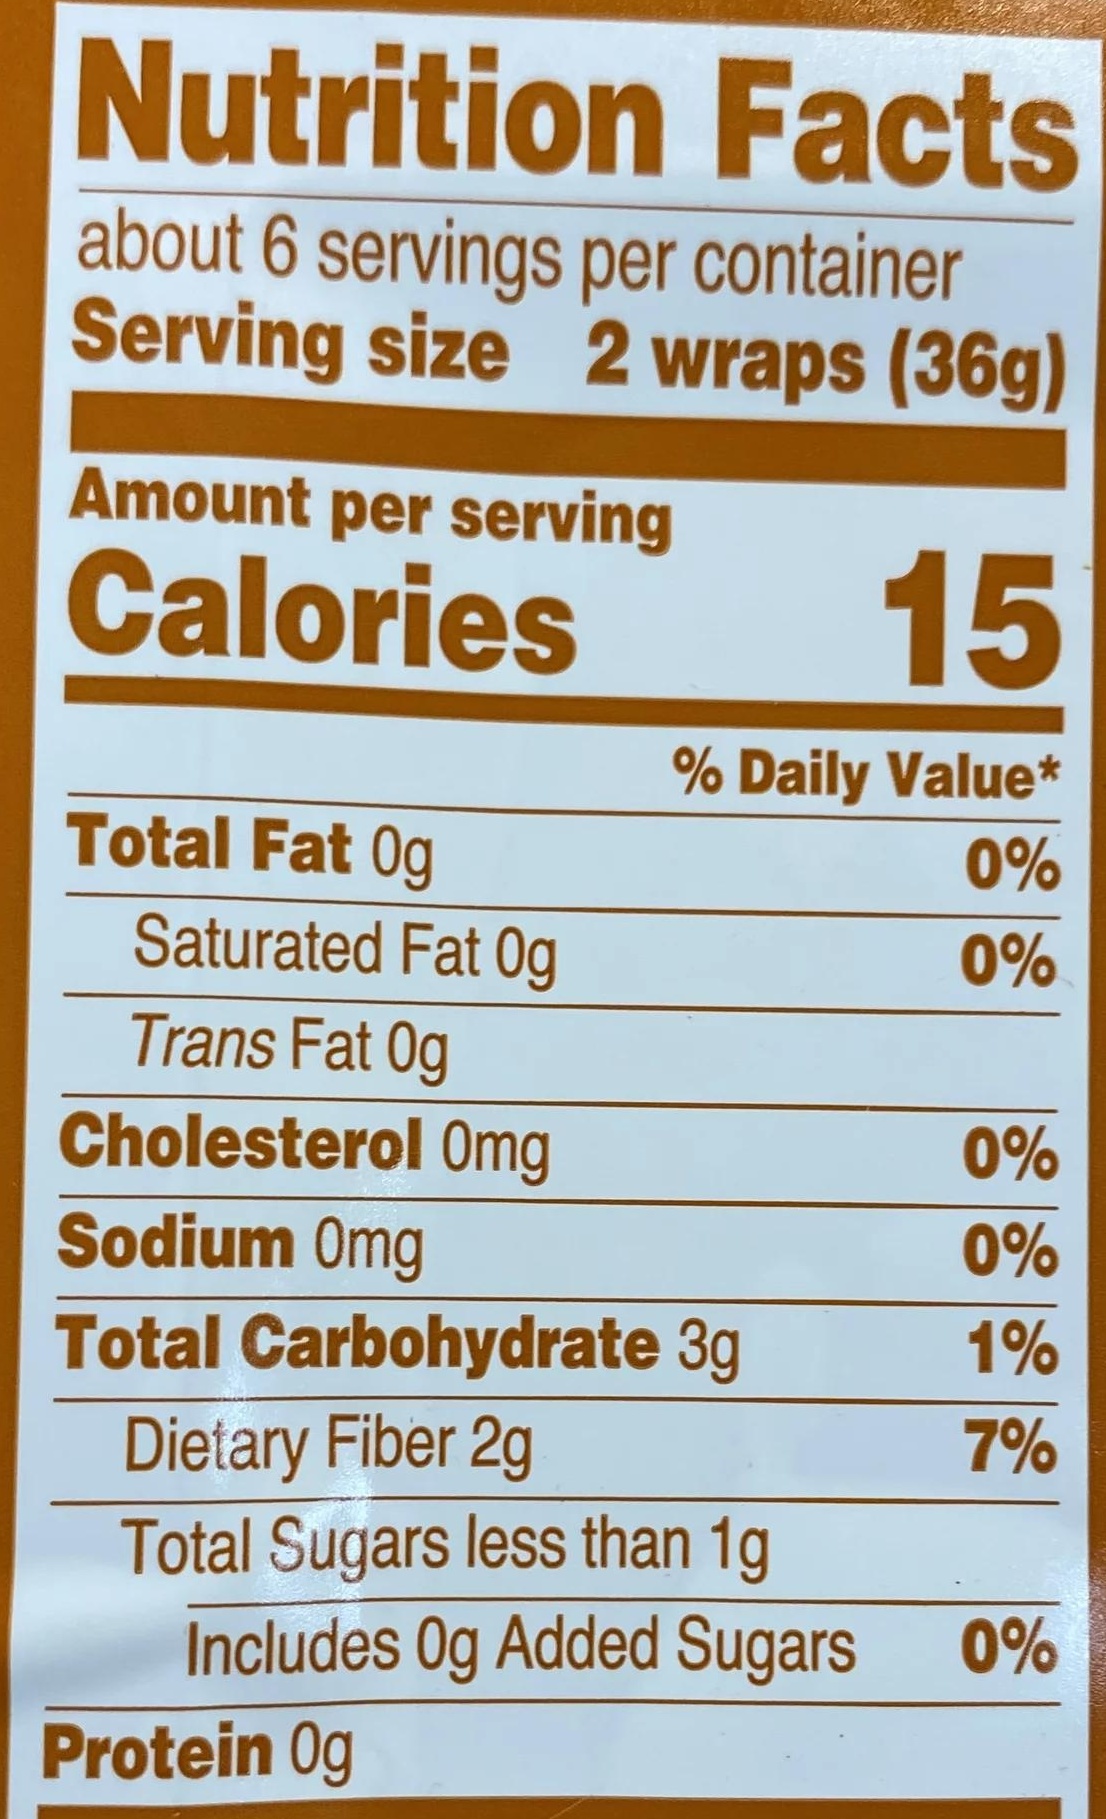 Nutrition Facts
about 6 servings per container
Serving size 2 wraps (36g)
Amount per serving
Calories 15
% Daily Value*
Total Fat 0g 0%
Saturated Fat 0g 0%
Trans Fat 0g
Cholesterol 0mg 0%
Sodium 0mg 0%
Total Carbohydrate 3g 1%
Dietary Fiber 2g 7%
Total Sugars less than 1g
Includes 0g Added Sugars 0%
Protein 0g